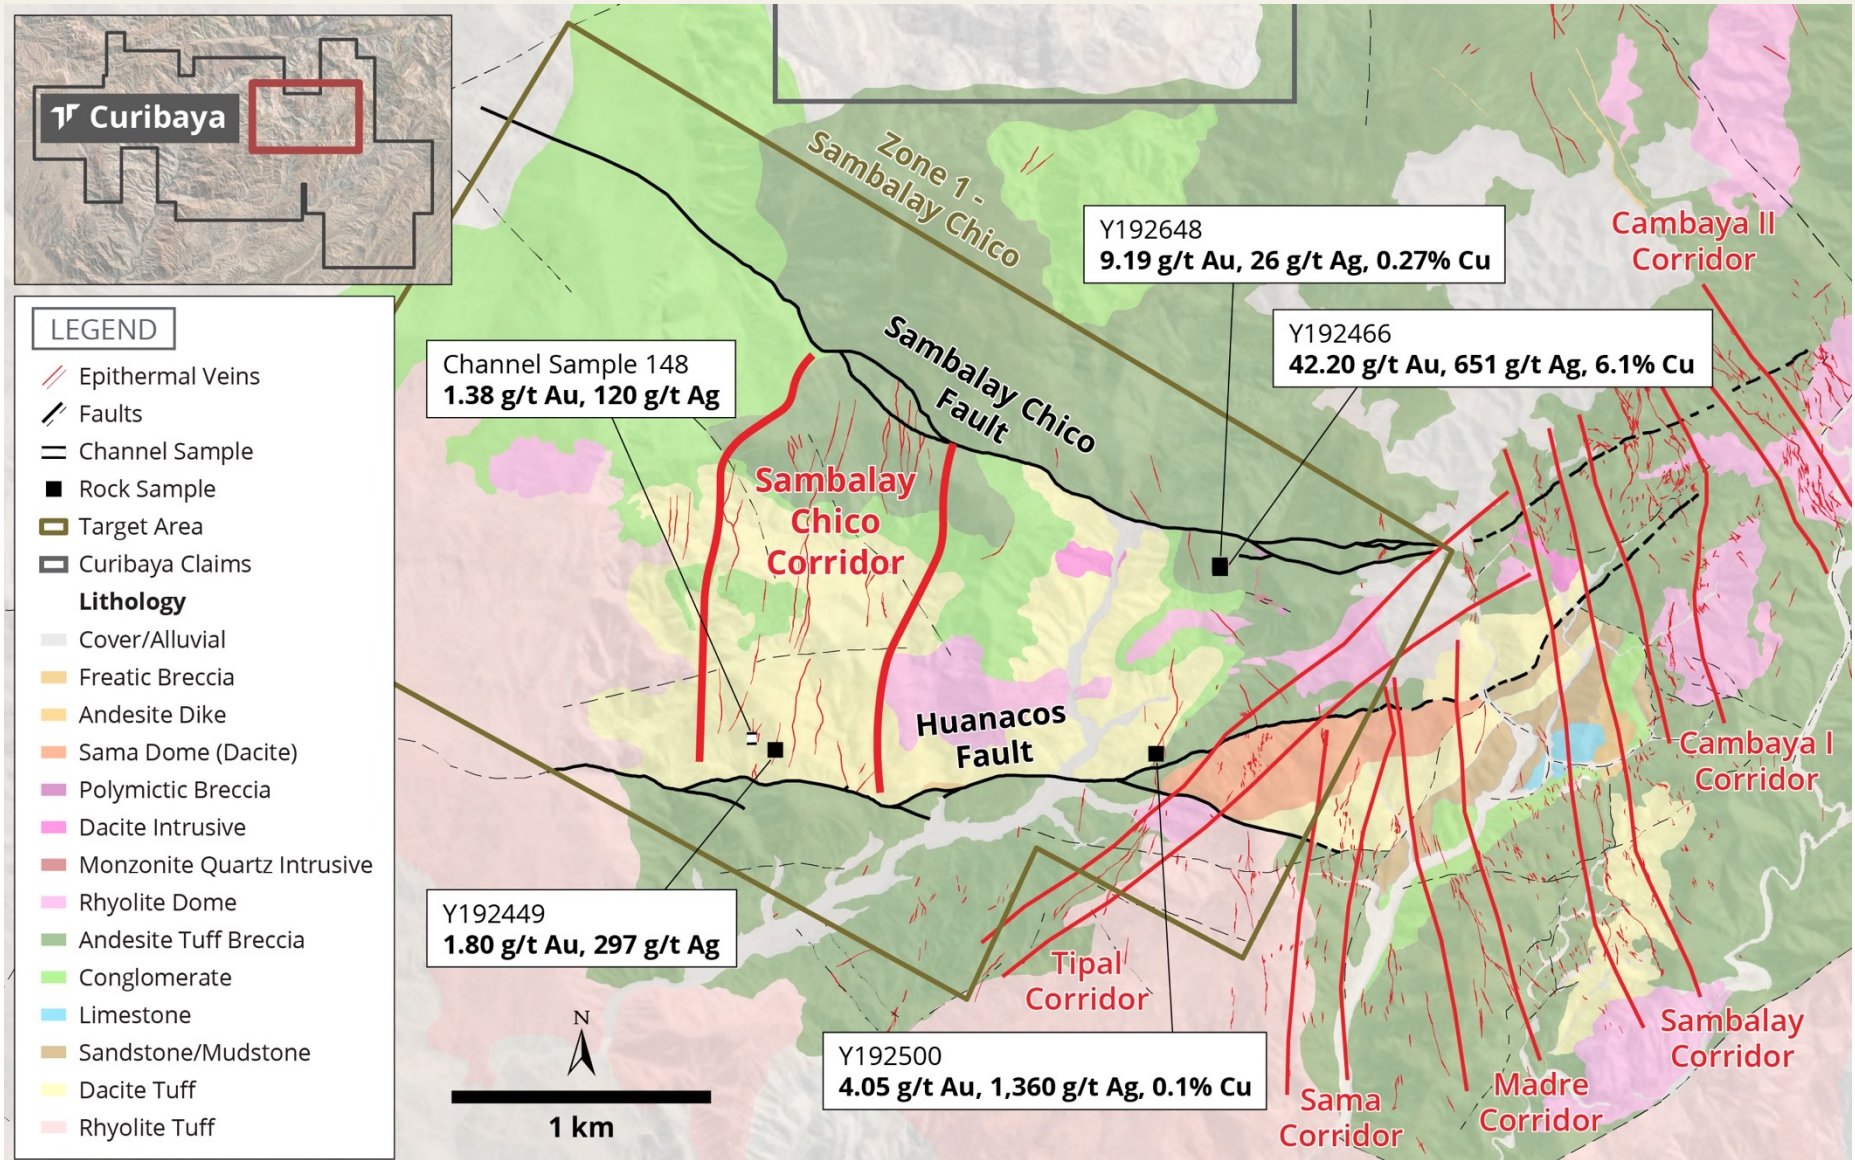 Curibaya
LEGEND
Epithermal Veins
Faults
Channel Sample
Rock Sample
Target Area
Curibaya Claims
Lithology
Cover/Alluvial
Freatic Breccia
Andesite Dike
Sama Dome (Dacite)
Polymictic Breccia
Dacite Intrusive
Monzonite Quartz Intrusive
Rhyolite Dome
Andesite Tuff Breccia
Conglomerate
Limestone
Sandstone/Mudstone
Dacite Tuff
Rhyolite Tuff
Zone 1 -
Sambalay Chico
Y192648
9.19 g/t Au, 26 g/t Ag, 0.27% Cu
Cambaya II
Corridor
Y192466
42.20 g/t Au, 651 g/t Ag, 6.1% Cu
Channel Sample 148
1.38 g/t Au, 120 g/t Ag
Sambalay Chico
Fault
Sambalay
Chico
Corridor
Huanacos
Fault
Cambaya I
Corridor
Y192449
1.80 g/t Au, 297 g/t Ag
Tipal
Corridor
Y192500
4.05 g/t Au, 1,360 g/t Ag, 0.1% Cu
Sambalay
Corridor
Madre
Corridor
Sama
Corridor
N
1 km